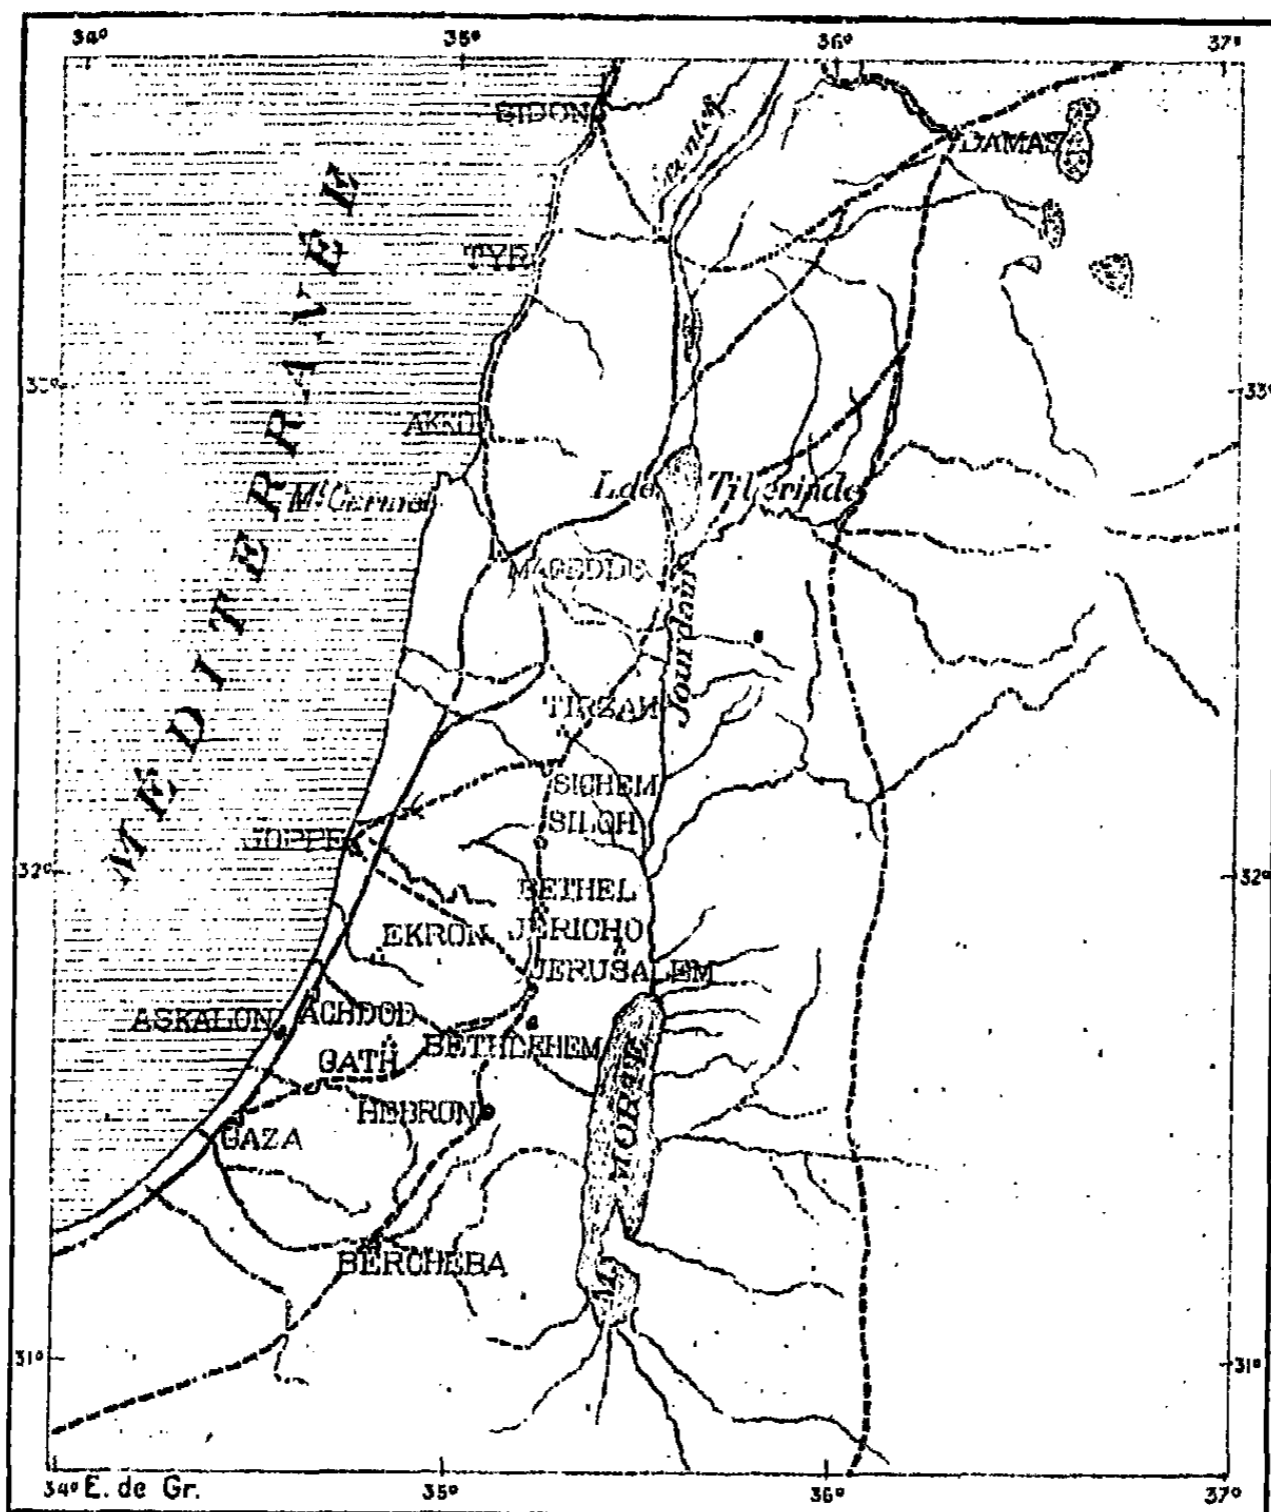 34° 35° 36° 37°
SIDON
DAMAS
TYR
MÉDITERRAVÉE
33° 33°
AKKO
Mt Carmel
L. de Tibériade
MAGEDDO
Jourdain
TIRZAH
SICHEM
SILOH
JOPPE
32° 32°
BETHEL
EKRON JERICHO
JERUSALEM
ASKALON ACHDOD
GATH BETHLEHEM
HEBRON
GAZA
M. MORTE
BERCHEBA
31° 31°
34° E. de Gr. 35° 36° 37°